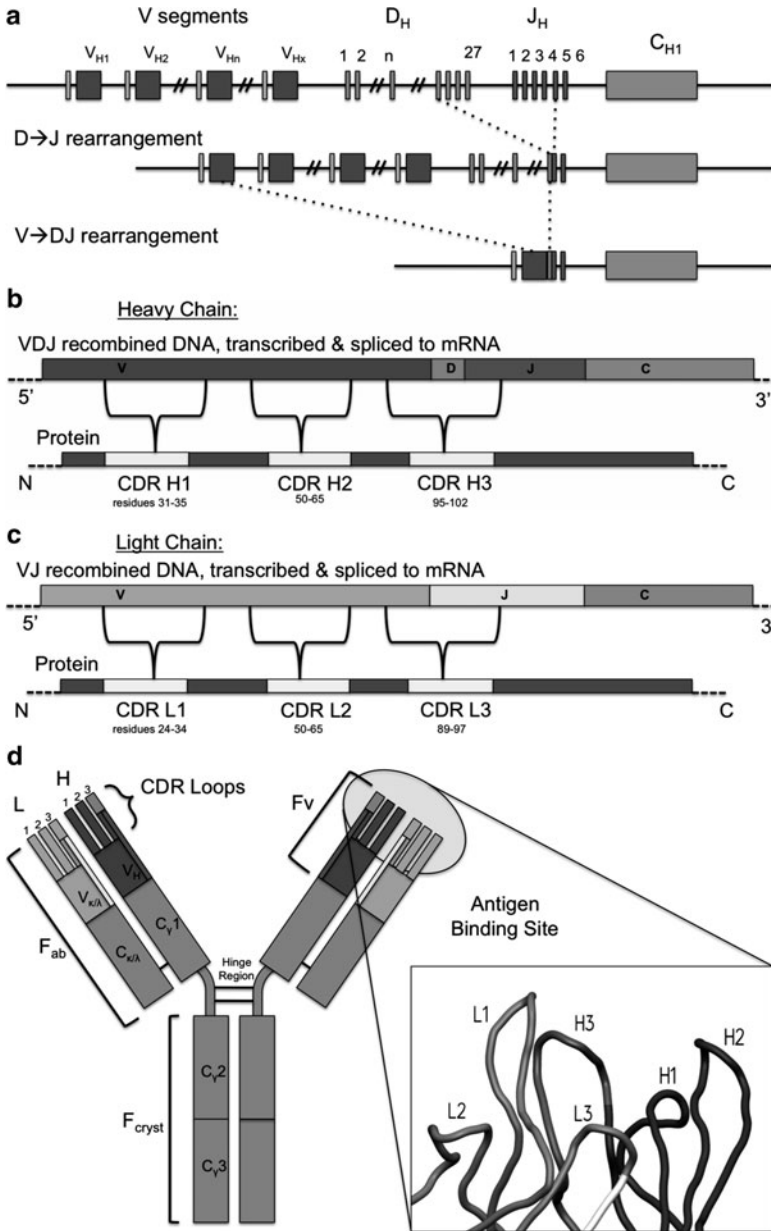 a
V segments
D_H
J_H
V_H1 V_H2 V_Hn V_Hx 1 2 n 27 1 2 3 4 5 6 C_H1
D→J rearrangement
V→DJ rearrangement
b
Heavy Chain:
VDJ recombined DNA, transcribed & spliced to mRNA
V D J C
5’ 3’
Protein
N C
CDR H1 CDR H2 CDR H3
residues 31-35 50-65 95-102
c
Light Chain:
VJ recombined DNA, transcribed & spliced to mRNA
V J C
5’ 3
Protein
N C
CDR L1 CDR L2 CDR L3
residues 24-34 50-65 89-97
d
H
L
1 2 3
1 2 3
CDR Loops
Fv
V_H
V_κ/λ
F_ab
C_γ1
C_κ/λ
Hinge
Region
Antigen
Binding Site
C_γ2
F_cryst
C_γ3
L1
H3
H2
H1
L2
L3